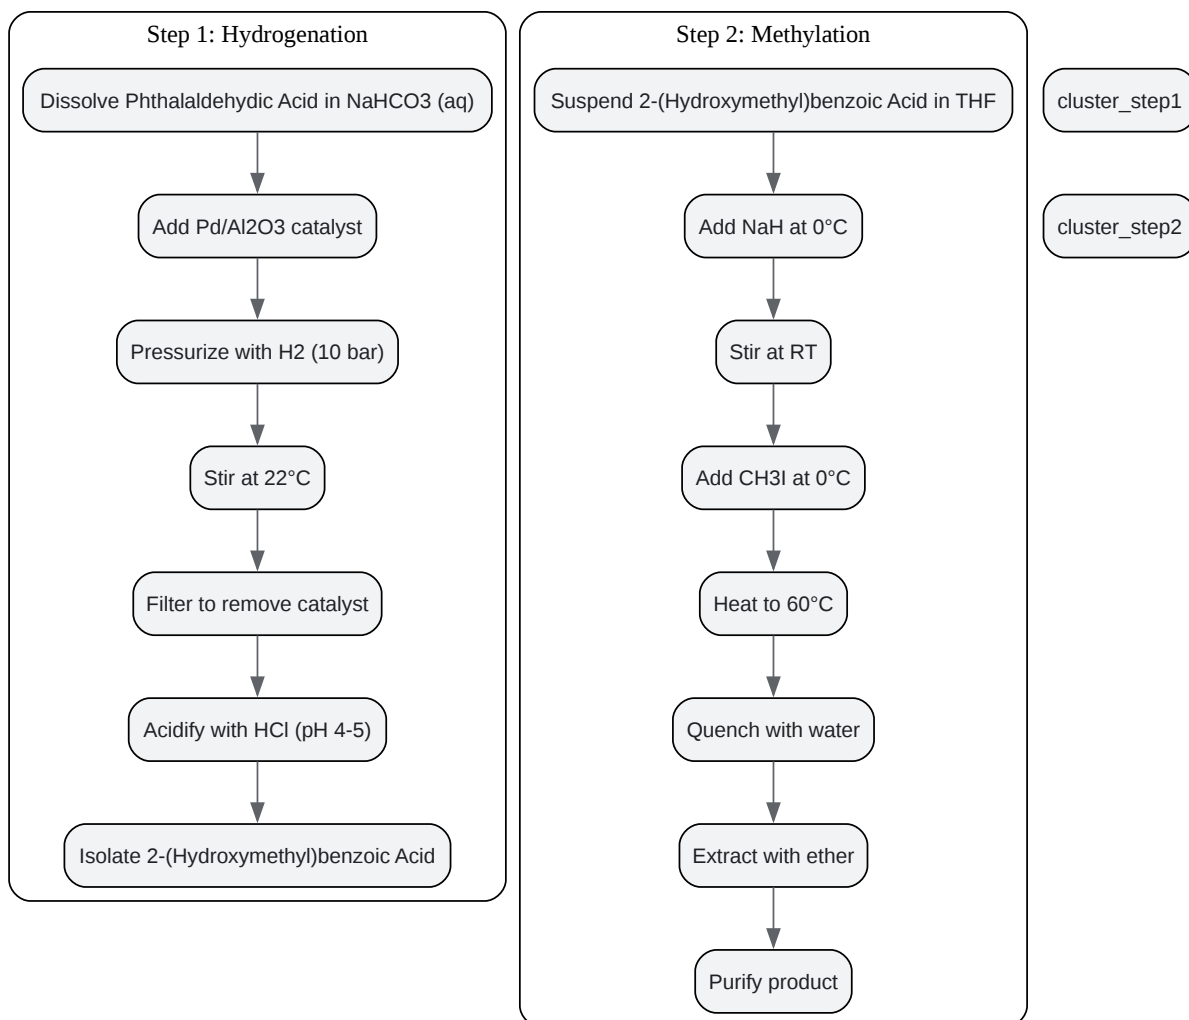 Step 1: Hydrogenation
Dissolve Phthalaldehydic Acid in NaHCO3 (aq)
Add Pd/Al2O3 catalyst
Pressurize with H2 (10 bar)
Stir at 22°C
Filter to remove catalyst
Acidify with HCl (pH 4-5)
Isolate 2-(Hydroxymethyl)benzoic Acid
Step 2: Methylation
Suspend 2-(Hydroxymethyl)benzoic Acid in THF
Add NaH at 0°C
Stir at RT
Add CH3I at 0°C
Heat to 60°C
Quench with water
Extract with ether
Purify product
cluster_step1
cluster_step2